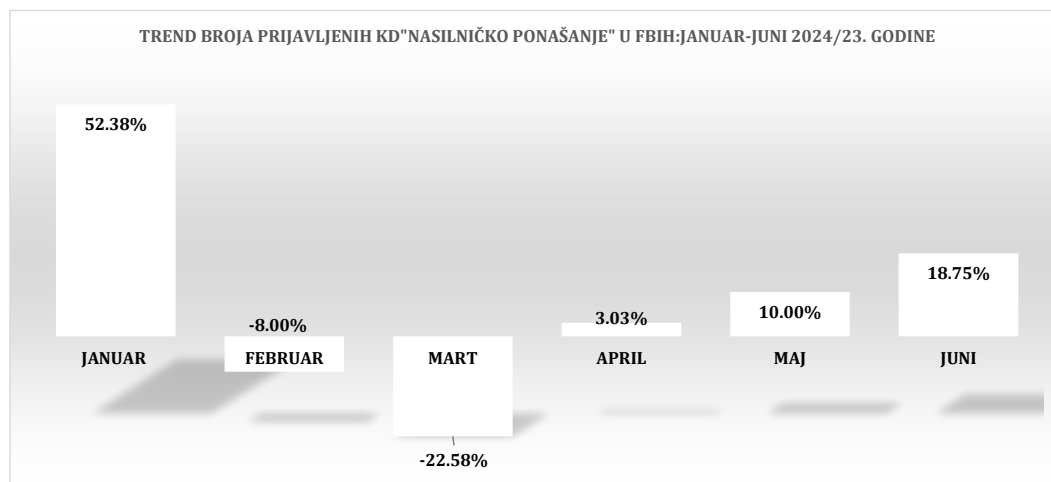 TREND BROJA PRIJAVLJENIH KD"NASILNIČKO PONAŠANJE" U FBIH:JANUAR-JUNI 2024/23. GODINE
52.38%
-8.00%
-22.58%
3.03%
10.00%
18.75%
JANUAR
FEBRUAR
MART
APRIL
MAJ
JUNI